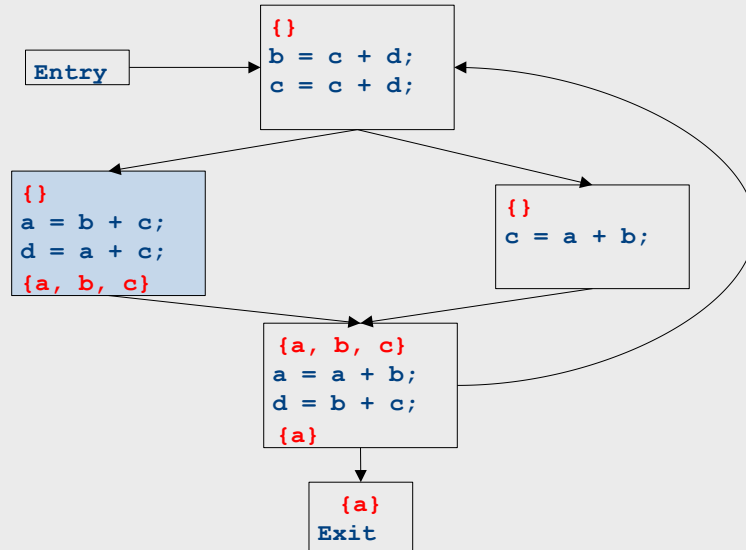 {}
b = c + d;
c = c + d;
Entry
{}
a = b + c;
d = a + c;
{a, b, c}
{}
c = a + b;
{a, b, c}
a = a + b;
d = b + c;
{a}
{a}
Exit